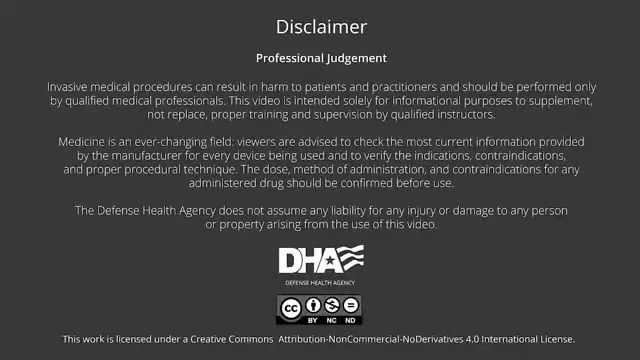 Disclaimer
Professional Judgement
Invasive medical procedures can result in harm to patients and practitioners and should be performed only
by qualified medical professionals. This video is intended solely for informational purposes to supplement,
not replace, proper training and supervision by qualified instructors.
Medicine is an ever-changing field: viewers are advised to check the most current information provided
by the manufacturer for every device being used and to verify the indications, contraindications,
and proper procedural technique. The dose, method of administration, and contraindications for any
administered drug should be confirmed before use.
The Defense Health Agency does not assume any liability for any injury or damage to any person
or property arising from the use of this video.
DHA
DEFENSE HEALTH AGENCY
CC BY NC ND
This work is licensed under a Creative Commons Attribution-NonCommercial-NoDerivatives 4.0 International License.